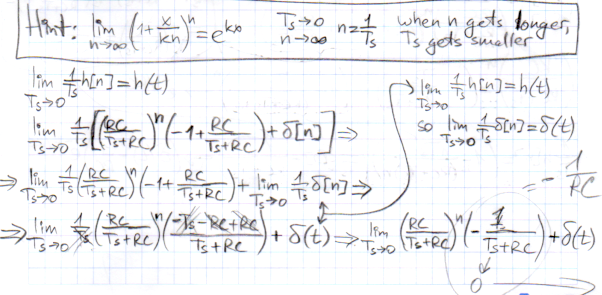 Hint: lim n→∞ (1+x/kn)^n = e^kn Ts→0 n→∞ n=1/Ts when n gets longer, Ts gets smaller
lim Ts→0 1/Ts h[n] = h(t)
lim Ts→0 1/Ts [(RC/(Ts+RC))^n (-1+RC/(Ts+RC)) + δ[n]] ⇒
⇒ lim Ts→0 1/Ts (RC/(Ts+RC))^n (-1+RC/(Ts+RC)) + lim Ts→0 1/Ts δ[n] ⇒
⇒ lim Ts→0 1/Ts (RC/(Ts+RC))^n ((-Ts-RC+RC)/(Ts+RC)) + δ(t) ⇒ lim Ts→0 (RC/(Ts+RC))^n (-1/(Ts+RC)) + δ(t)
lim Ts→0 1/Ts h[n] = h(t)
so lim Ts→0 1/Ts δ[n] = δ(t)
= -1/RC
0